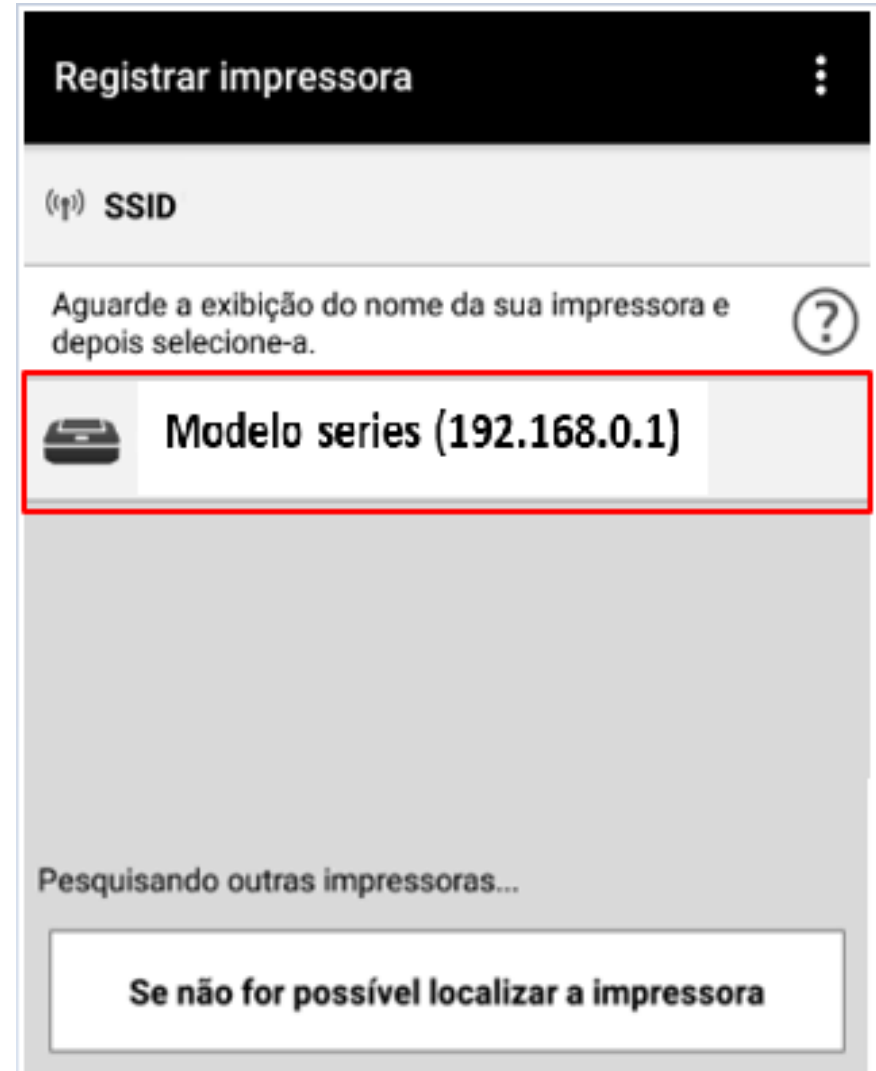 Registrar impressora
SSID
Aguarde a exibição do nome da sua impressora e
depois selecione-a.
Modelo series (192.168.0.1)
Pesquisando outras impressoras...
Se não for possível localizar a impressora